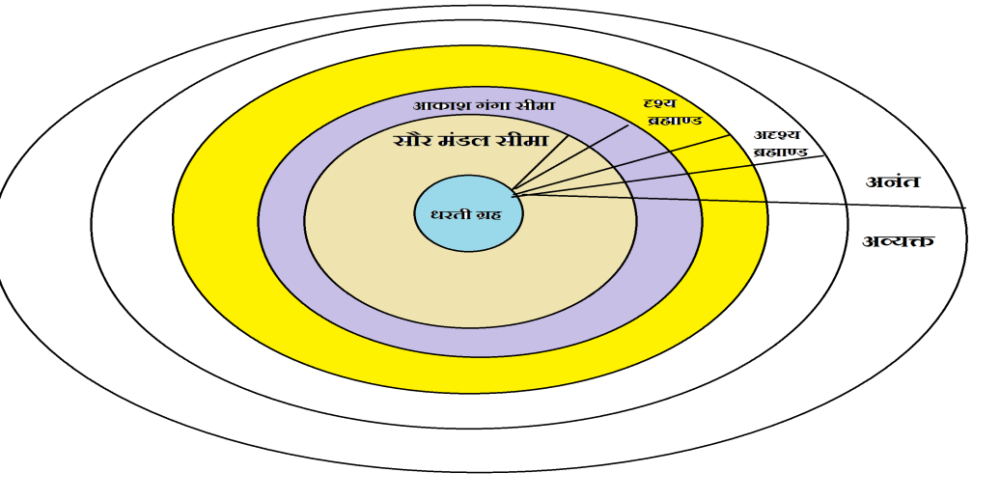 आकाश गंगा सीमा
सौर मंडल सीमा
धरती ग्रह
दृश्य
ब्रह्माण्ड
अदृश्य
ब्रह्माण्ड
अनंत
अव्यक्त